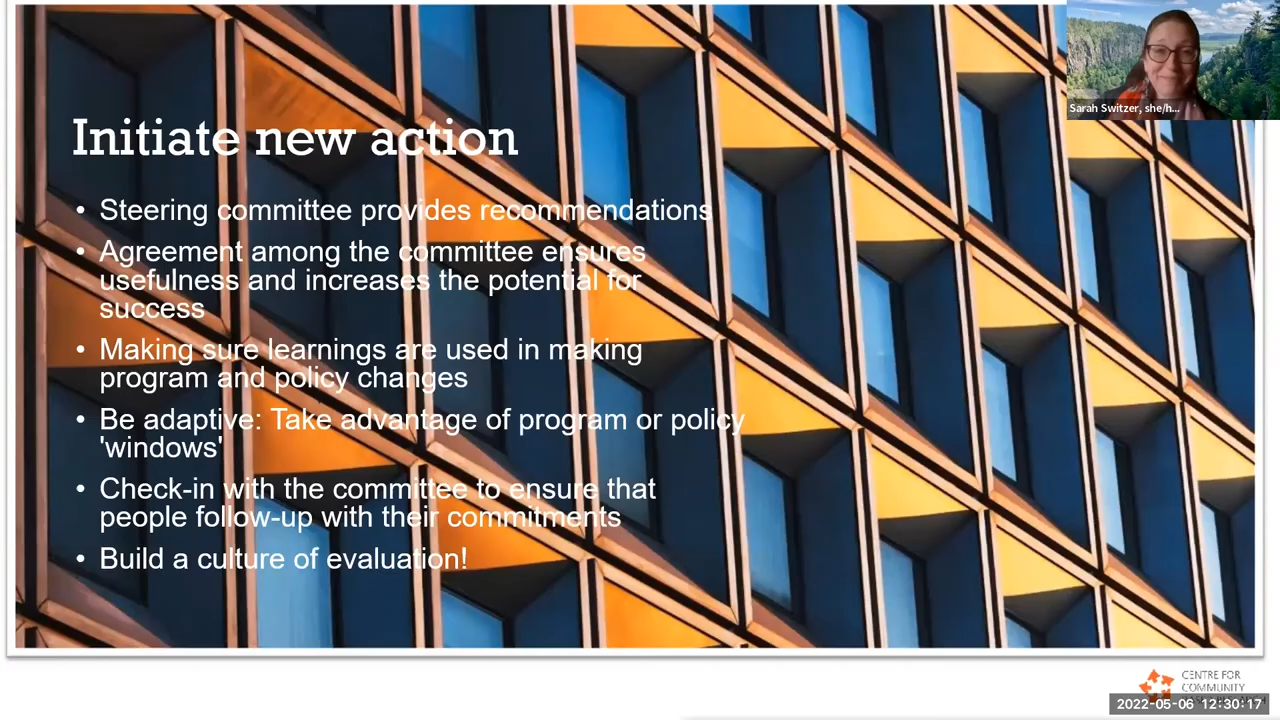 Initiate new action
• Steering committee provides recommendations
• Agreement among the committee ensures
usefulness and increases the potential for
success
• Making sure learnings are used in making
program and policy changes
• Be adaptive: Take advantage of program or policy
'windows'
• Check-in with the committee to ensure that
people follow-up with their commitments
• Build a culture of evaluation!
Sarah Switzer, she/h...
CENTRE FOR
COMMUNITY
2022-05-06 12:30:17